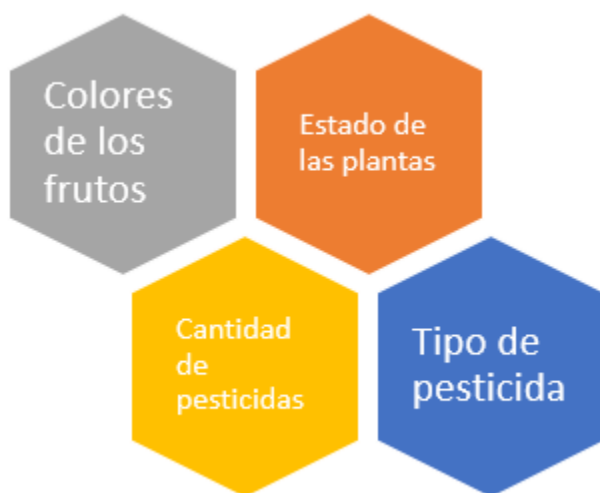 Colores
de los
frutos
Estado de
las plantas
Cantidad
de
pesticidas
Tipo de
pesticida